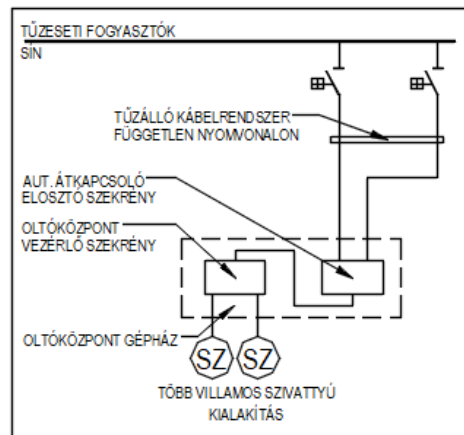 TŰZESETI FOGYASZTÓK
SÍN
TŰZÁLLÓ KÁBELRENDSZER
FÜGGETLEN NYOMVONALON
AUT. ÁTKAPCSOLÓ
ELOSZTÓ SZEKRÉNY
OLTÓKÖZPONT
VEZÉRLŐ SZEKRÉNY
OLTÓKÖZPONT GÉPHÁZ
SZ SZ
TÖBB VILLAMOS SZIVATTYÚ
KIALAKÍTÁS